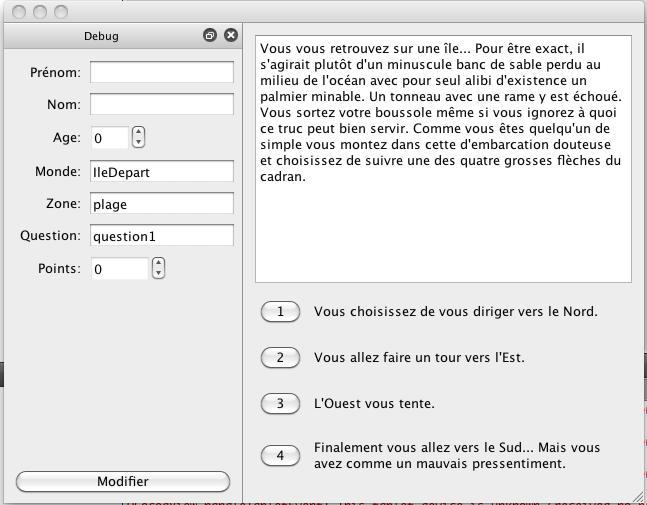 Debug
Prénom:
Nom:
Age: 0
Monde: IleDepart
Zone: plage
Question: question1
Points: 0
Modifier
Vous vous retrouvez sur une île... Pour être exact, il
s'agirait plutôt d'un minuscule banc de sable perdu au
milieu de l'océan avec pour seul alibi d'existence un
palmier minable. Un tonneau avec une rame y est échoué.
Vous sortez votre boussole même si vous ignorez à quoi
ce truc peut bien servir. Comme vous êtes quelqu'un de
simple vous montez dans cette d'embarcation douteuse
et choisissez de suivre une des quatre grosses flèches du
cadran.
1 Vous choisissez de vous diriger vers le Nord.
2 Vous allez faire un tour vers l'Est.
3 L'Ouest vous tente.
4 Finalement vous allez vers le Sud... Mais vous
avez comme un mauvais pressentiment.